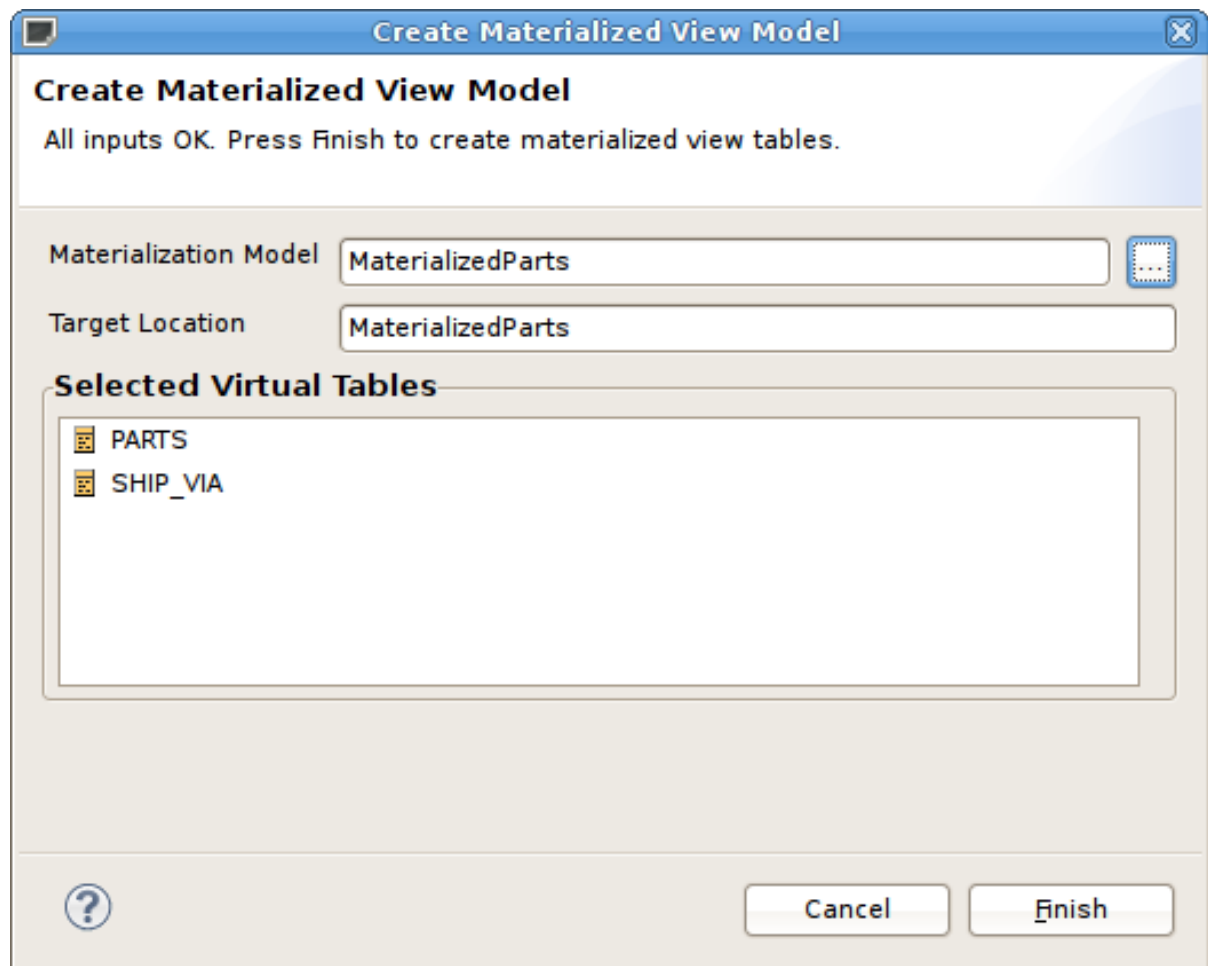 Create Materialized View Model
Create Materialized View Model
All inputs OK. Press Finish to create materialized view tables.
Materialization Model MaterializedParts ...
Target Location MaterializedParts
Selected Virtual Tables
PARTS
SHIP_VIA
? Cancel Finish